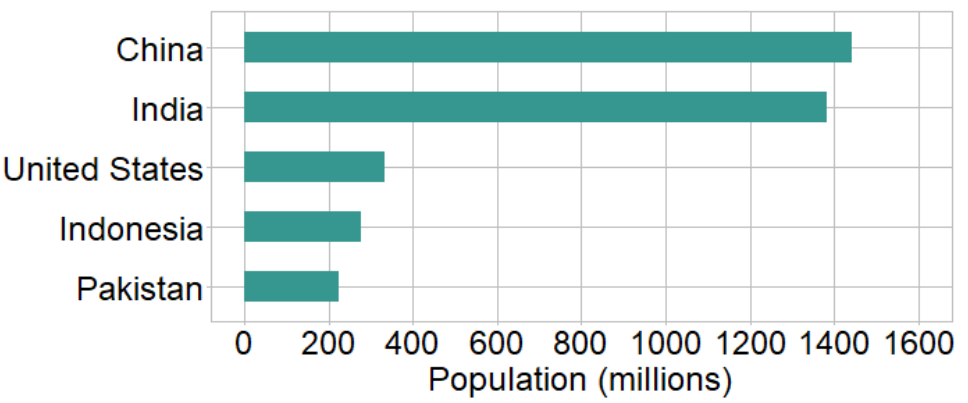 China
India
United States
Indonesia
Pakistan
0 200 400 600 800 1000 1200 1400 1600
Population (millions)